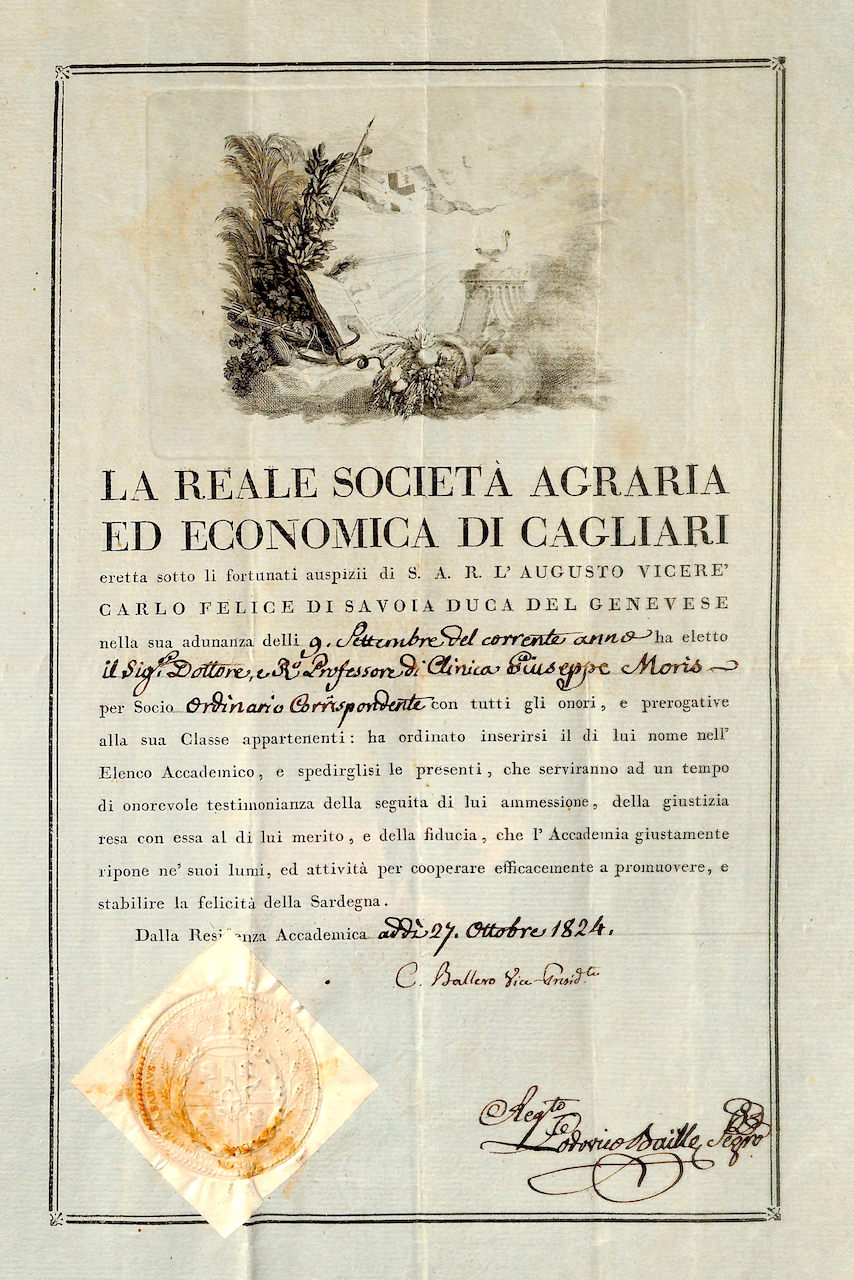 LA REALE SOCIETÀ AGRARIA
ED ECONOMICA DI CAGLIARI
eretta sotto li fortunati auspizii di S. A. R. L' AUGUSTO VICERE'
CARLO FELICE DI SAVOIA DUCA DEL GENEVESE
nella sua adunanza delli 9. Settembre del corrente anno ha eletto
il Sig.r Dottore, e R.o Professore di Clinica Giuseppe Moris
per Socio Ordinario Corrispondente con tutti gli onori, e prerogative
alla sua Classe appartenenti: ha ordinato inserirsi il di lui nome nell'
Elenco Accademico, e spedirglisi le presenti, che serviranno ad un tempo
di onorevole testimonianza della seguita di lui ammessione, della giustizia
resa con essa al di lui merito, e della fiducia, che l' Accademia giustamente
ripone ne' suoi lumi, ed attività per cooperare efficacemente a promuovere, e
stabilire la felicità della Sardegna.
Dalla Residenza Accademica addì 27. Ottobre 1824.
C. Ballero Vice Presid.te
Reg.to
Lodovico Baille Segro